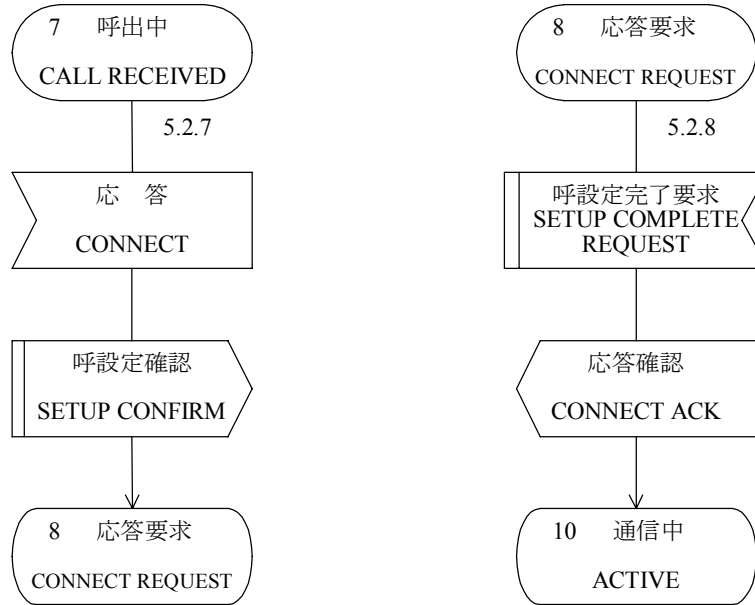 7 呼出中
CALL RECEIVED
5.2.7
応 答
CONNECT
呼設定確認
SETUP CONFIRM
8 応答要求
CONNECT REQUEST
8 応答要求
CONNECT REQUEST
5.2.8
呼設定完了要求
SETUP COMPLETE
REQUEST
応答確認
CONNECT ACK
10 通信中
ACTIVE